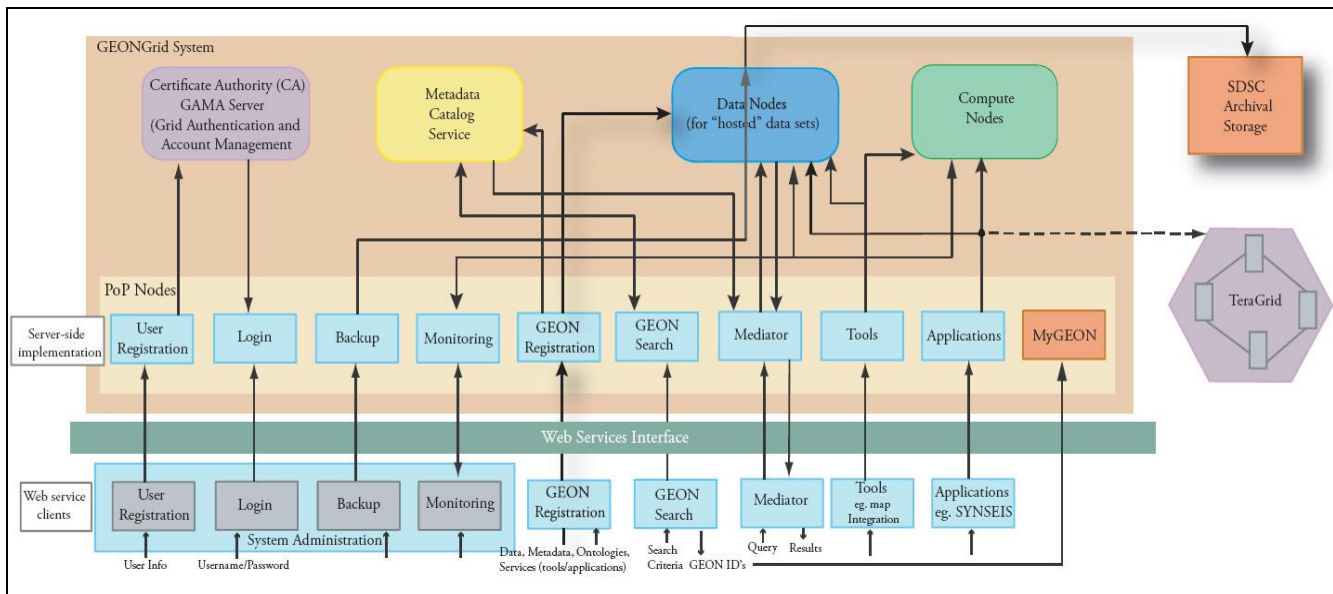 GEONGrid System
Certificate Authority (CA)
GAMA Server
(Grid Authentication and
Account Management
Metadata
Catalog
Service
Data Nodes
(for "hosted" data sets)
Compute
Nodes
SDSC
Archival
Storage
PoP Nodes
Server-side
implementation
User
Registration
Login
Backup
Monitoring
GEON
Registration
GEON
Search
Mediator
Tools
Applications
MyGEON
TeraGrid
Web Services Interface
Web service
clients
User
Registration
Login
Backup
Monitoring
System Administration
GEON
Registration
GEON
Search
Mediator
Tools
eg. map
Integration
Applications
eg. SYNSEIS
User Info
Username/Password
Data, Metadata, Ontologies,
Services (tools/applications)
Search
Criteria
GEON ID's
Query
Results